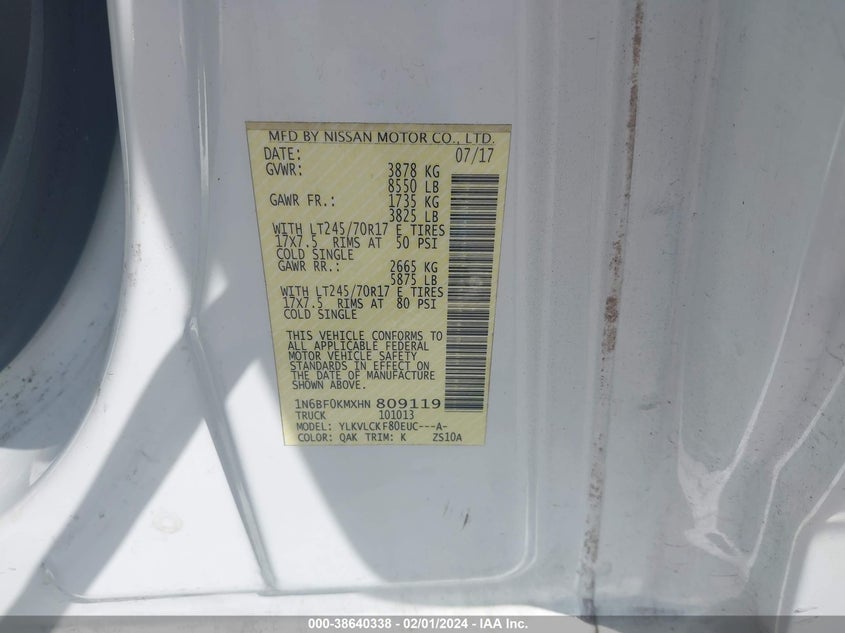 MFD BY NISSAN MOTOR CO., LTD.
DATE: 07/17
GVWR: 3878 KG
8550 LB
GAWR FR.: 1735 KG
3825 LB
WITH LT245/70R17 E TIRES
17X7.5 RIMS AT 50 PSI
COLD SINGLE
GAWR RR.: 2665 KG
5875 LB
WITH LT245/70R17 E TIRES
17X7.5 RIMS AT 80 PSI
COLD SINGLE
THIS VEHICLE CONFORMS TO
ALL APPLICABLE FEDERAL
MOTOR VEHICLE SAFETY
STANDARDS IN EFFECT ON
THE DATE OF MANUFACTURE
SHOWN ABOVE.
1N6BF0KMXHN 809119
TRUCK 101013
MODEL: YLKVLCKF80EUC---A-
COLOR: QAK TRIM: K ZS10A
000-38640338 - 02/01/2024 - IAA Inc.